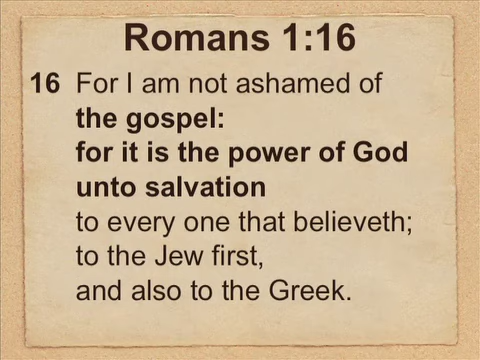 Romans 1:16
16 For I am not ashamed of
the gospel:
for it is the power of God
unto salvation
to every one that believeth;
to the Jew first,
and also to the Greek.